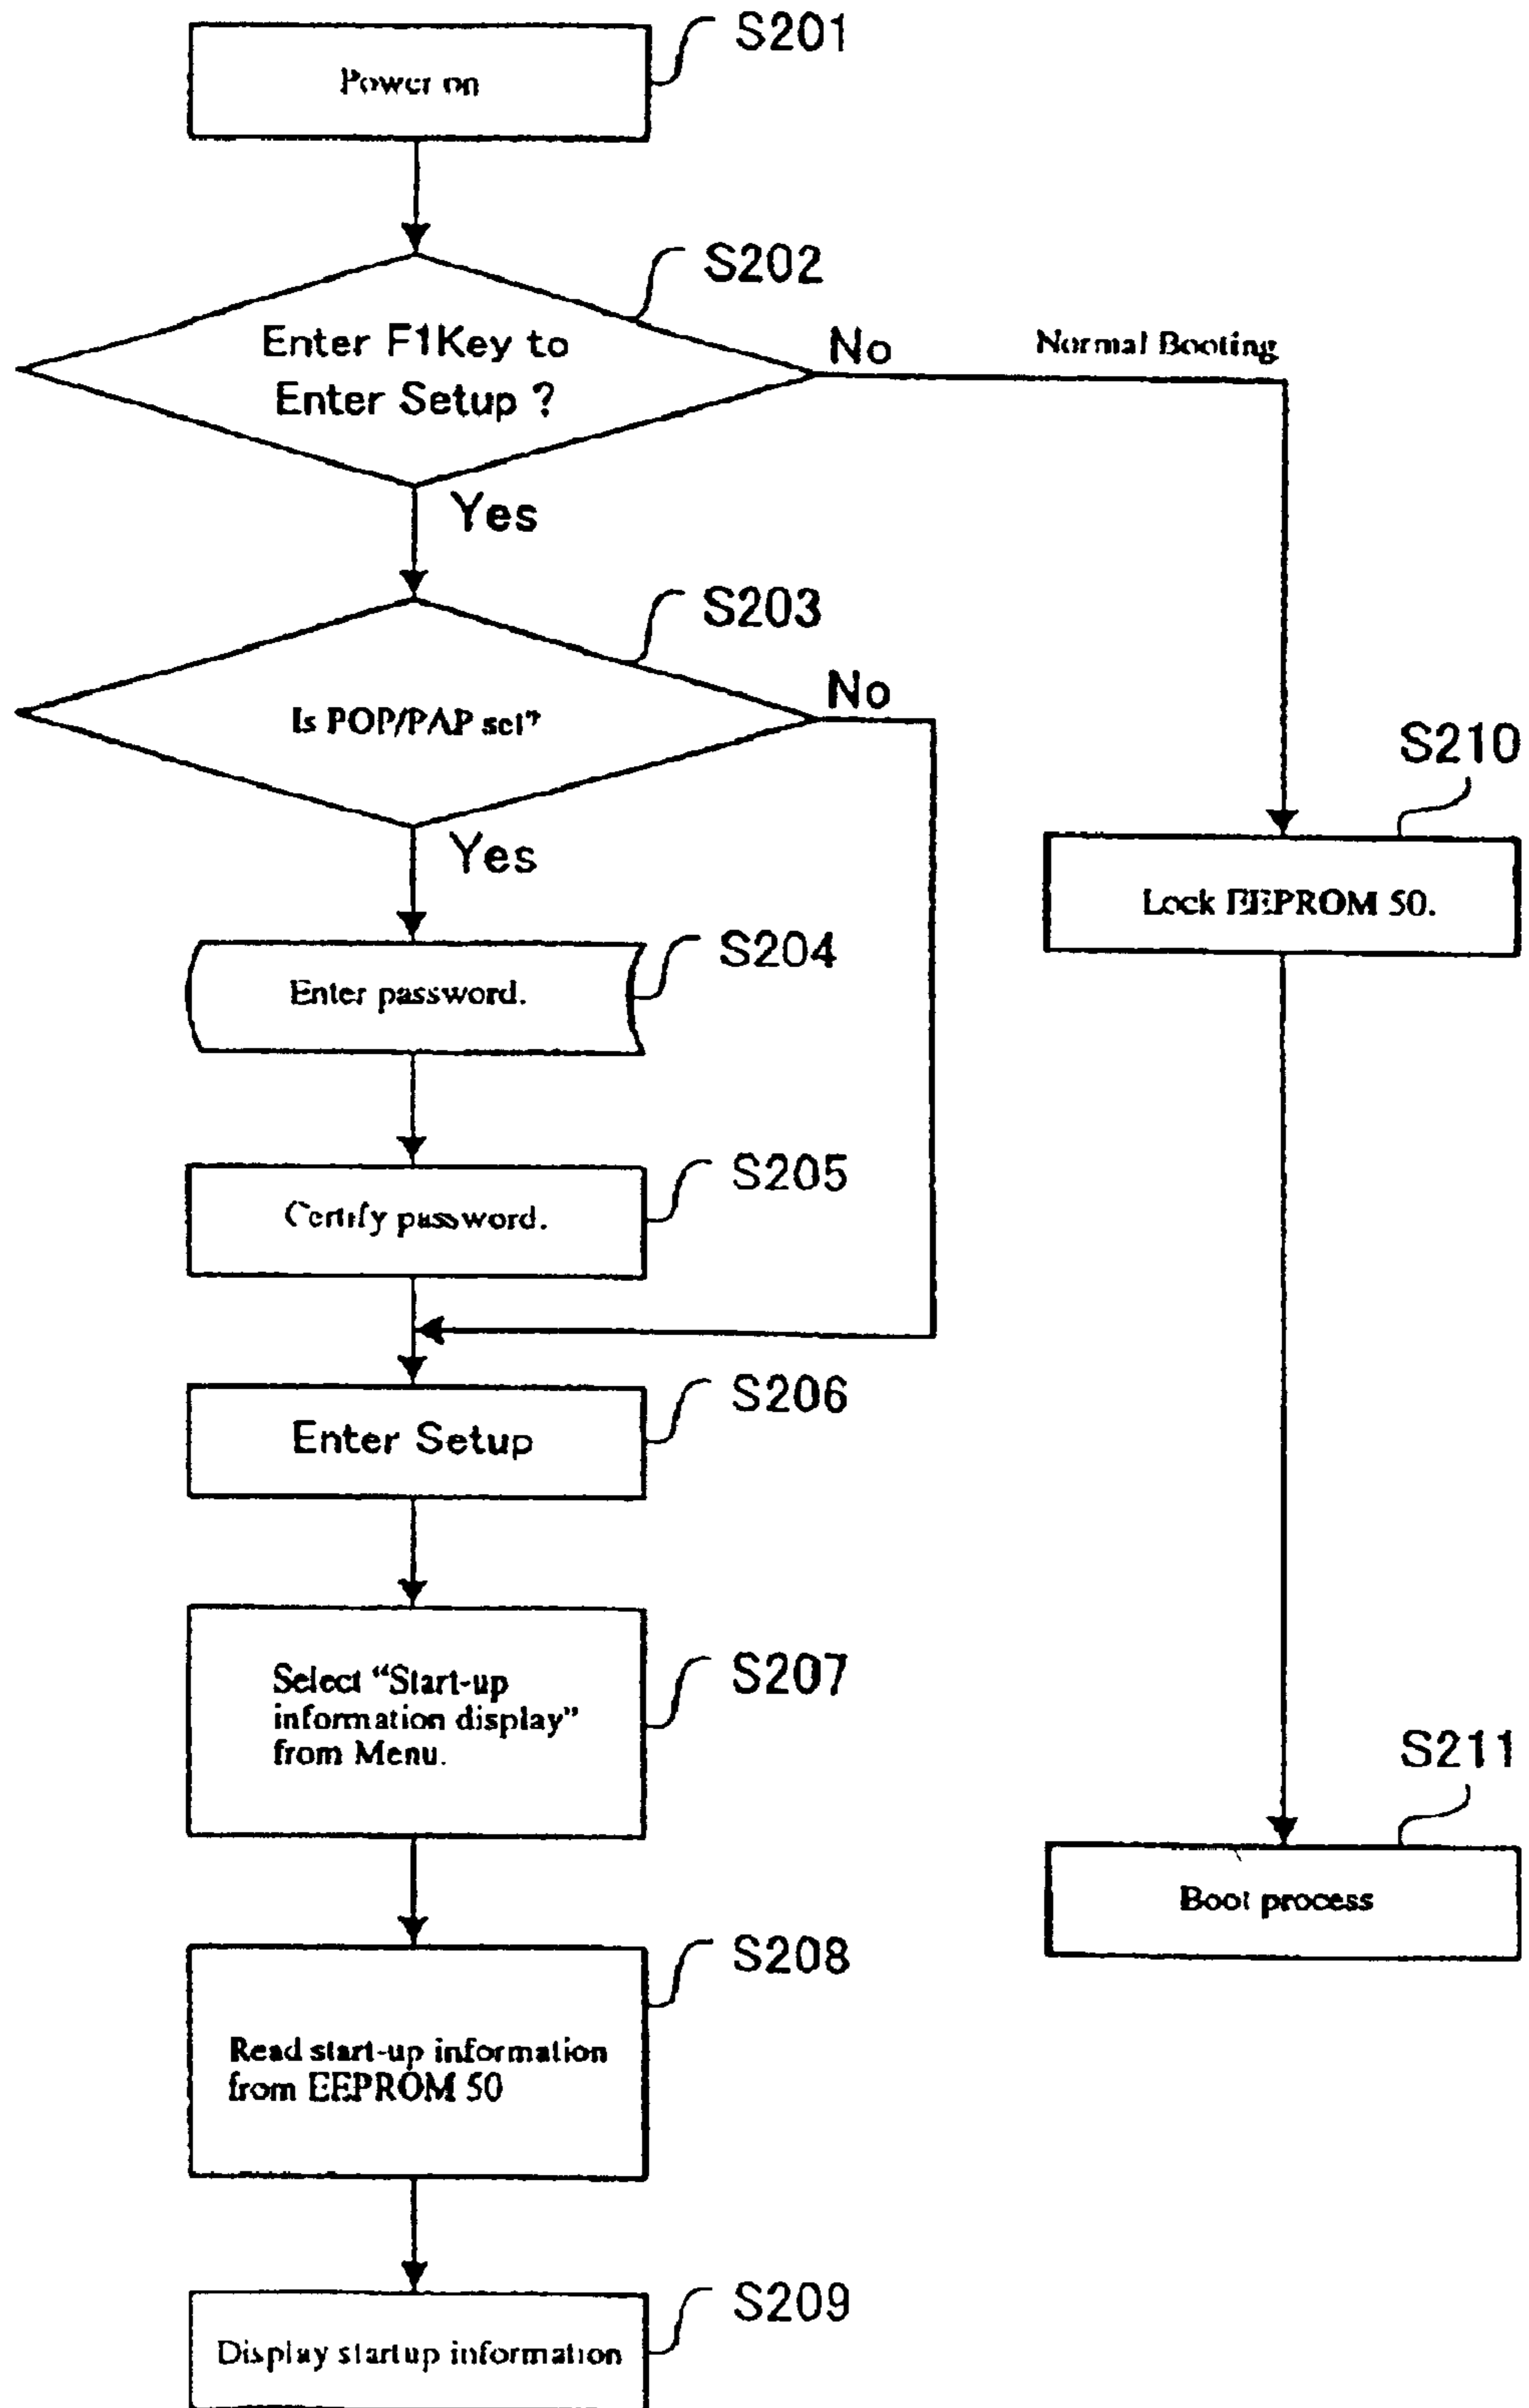 S201
Power on
S202
Enter F1Key to
Enter Setup ?
No
Normal Booting
Yes
S203
Is POP/PAP set?
No
Yes
S210
Lock EEPROM 50.
S204
Enter password.
S205
Certify password.
S206
Enter Setup
S207
Select “Start-up
information display”
from Menu.
S211
Boot process
S208
Read start-up information
from EEPROM 50
S209
Display startup information